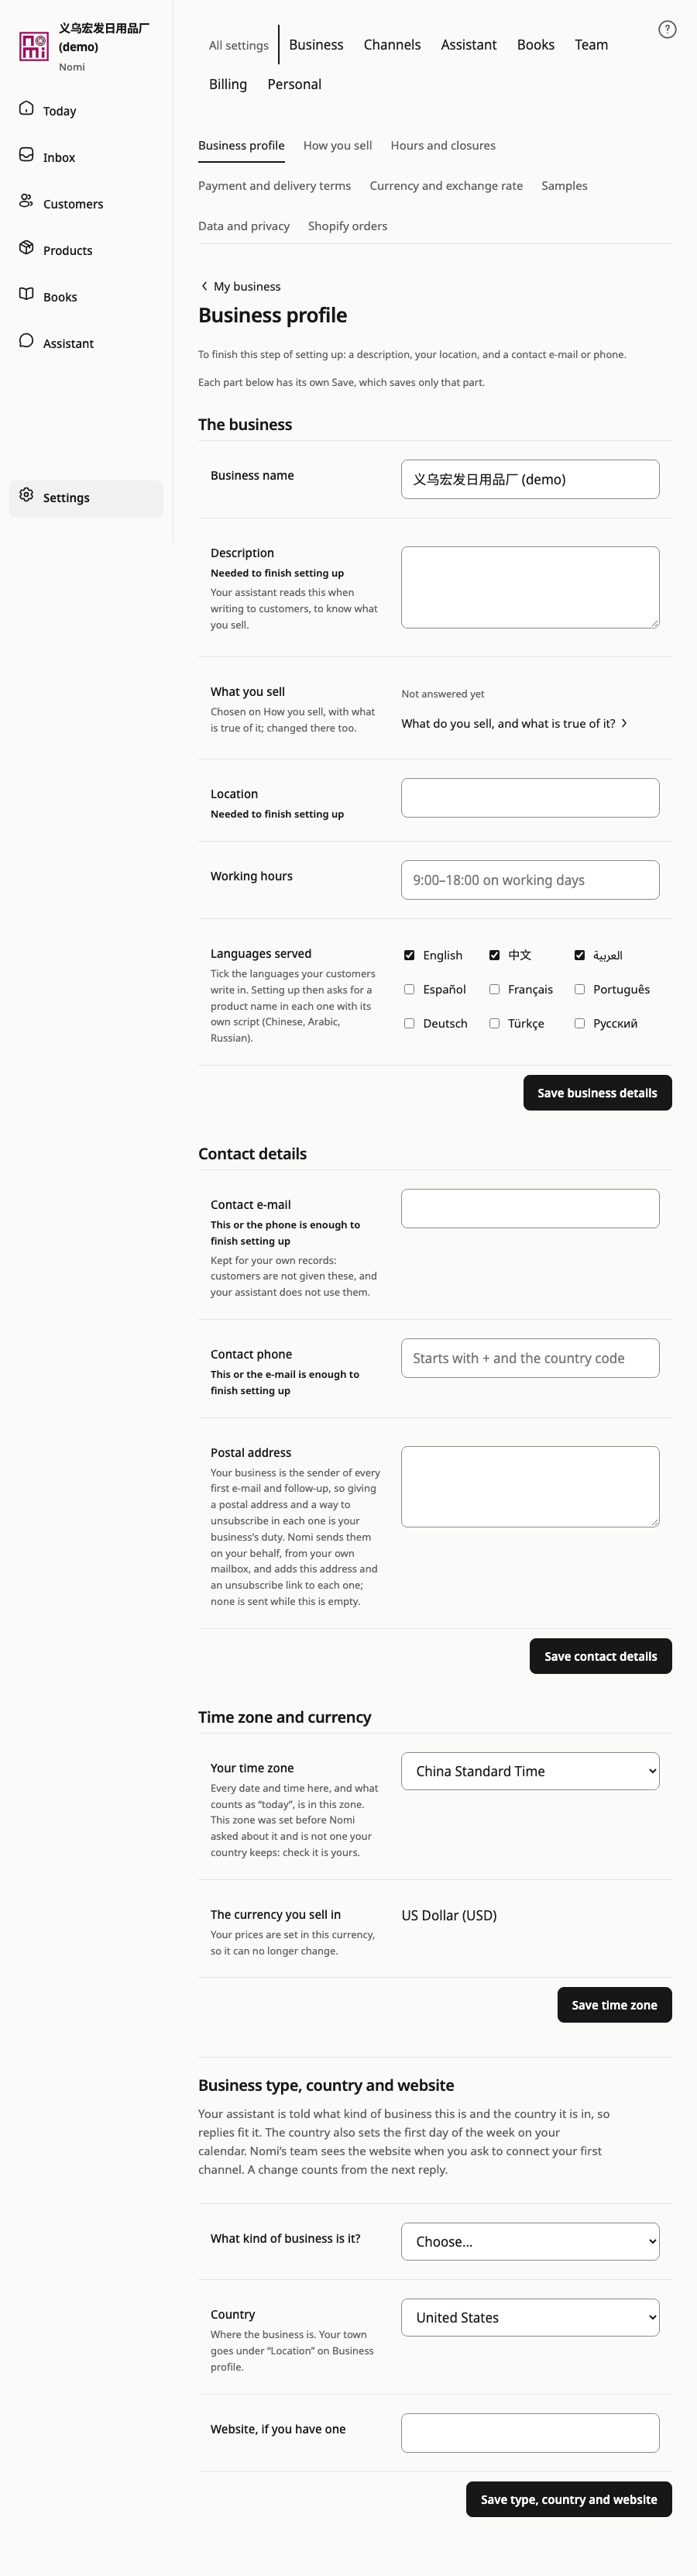 义乌宏发日用品厂
(demo)
Nomi
Today
Inbox
Customers
Products
Books
Assistant
Settings
All settings
Business
Channels
Assistant
Books
Team
Billing
Personal
Business profile
How you sell
Hours and closures
Payment and delivery terms
Currency and exchange rate
Samples
Data and privacy
Shopify orders
My business
Business profile
To finish this step of setting up: a description, your location, and a contact e-mail or phone.
Each part below has its own Save, which saves only that part.
The business
Business name
义乌宏发日用品厂 (demo)
Description
Needed to finish setting up
Your assistant reads this when
writing to customers, to know what
you sell.
What you sell
Chosen on How you sell, with what
is true of it; changed there too.
Not answered yet
What do you sell, and what is true of it?
Location
Needed to finish setting up
Working hours
9:00–18:00 on working days
Languages served
Tick the languages your customers
write in. Setting up then asks for a
product name in each one with its
own script (Chinese, Arabic,
Russian).
English
中文
العربية
Español
Français
Português
Deutsch
Türkçe
Русский
Save business details
Contact details
Contact e-mail
This or the phone is enough to
finish setting up
Kept for your own records:
customers are not given these, and
your assistant does not use them.
Contact phone
This or the e-mail is enough to
finish setting up
Starts with + and the country code
Postal address
Your business is the sender of every
first e-mail and follow-up, so giving
a postal address and a way to
unsubscribe in each one is your
business's duty. Nomi sends them
on your behalf, from your own
mailbox, and adds this address and
an unsubscribe link to each one;
none is sent while this is empty.
Save contact details
Time zone and currency
Your time zone
Every date and time here, and what
counts as “today”, is in this zone.
This zone was set before Nomi
asked about it and is not one your
country keeps: check it is yours.
China Standard Time
The currency you sell in
Your prices are set in this currency,
so it can no longer change.
US Dollar (USD)
Save time zone
Business type, country and website
Your assistant is told what kind of business this is and the country it is in, so
replies fit it. The country also sets the first day of the week on your
calendar. Nomi’s team sees the website when you ask to connect your first
channel. A change counts from the next reply.
What kind of business is it?
Choose...
Country
Where the business is. Your town
goes under “Location” on Business
profile.
United States
Website, if you have one
Save type, country and website